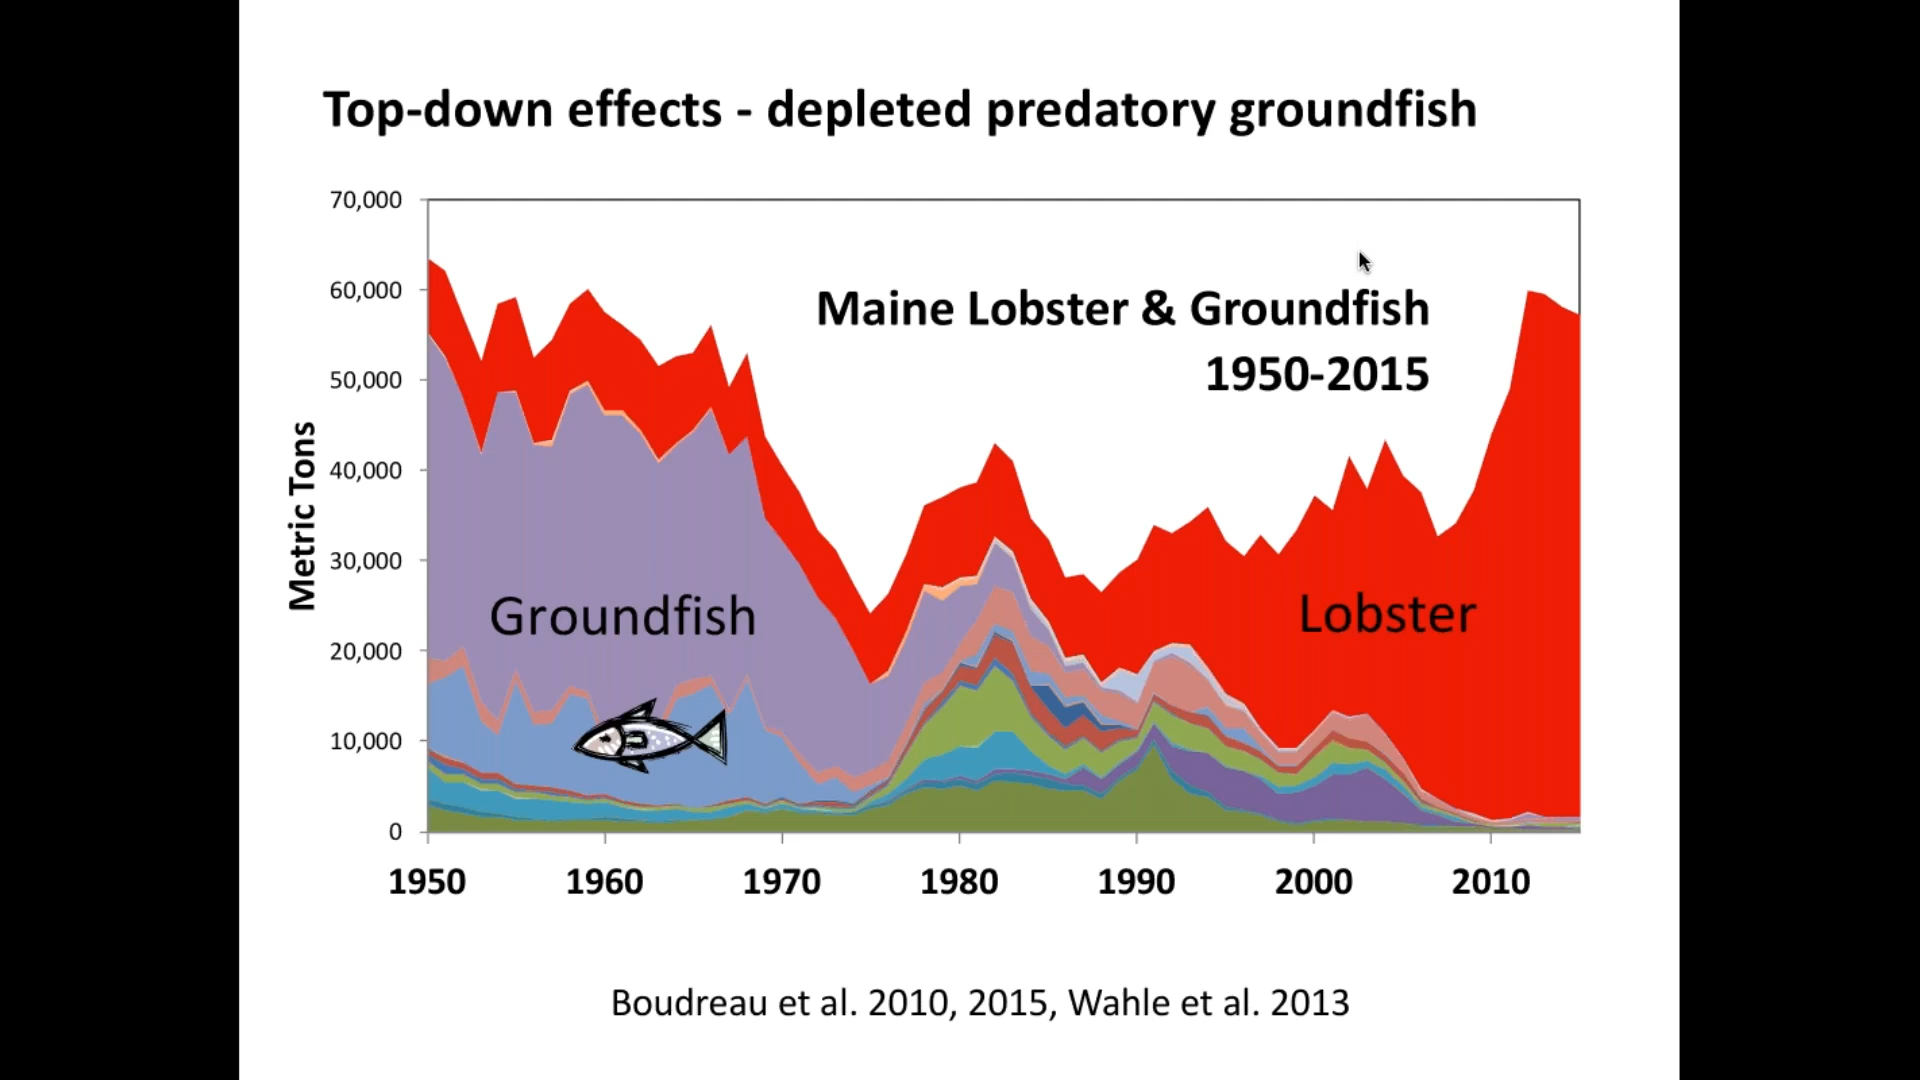 Top-down effects - depleted predatory groundfish
70,000
60,000
50,000
40,000
30,000
20,000
10,000
0
Metric Tons
Maine Lobster & Groundfish
1950-2015
Groundfish
Lobster
1950 1960 1970 1980 1990 2000 2010
Boudreau et al. 2010, 2015, Wahle et al. 2013